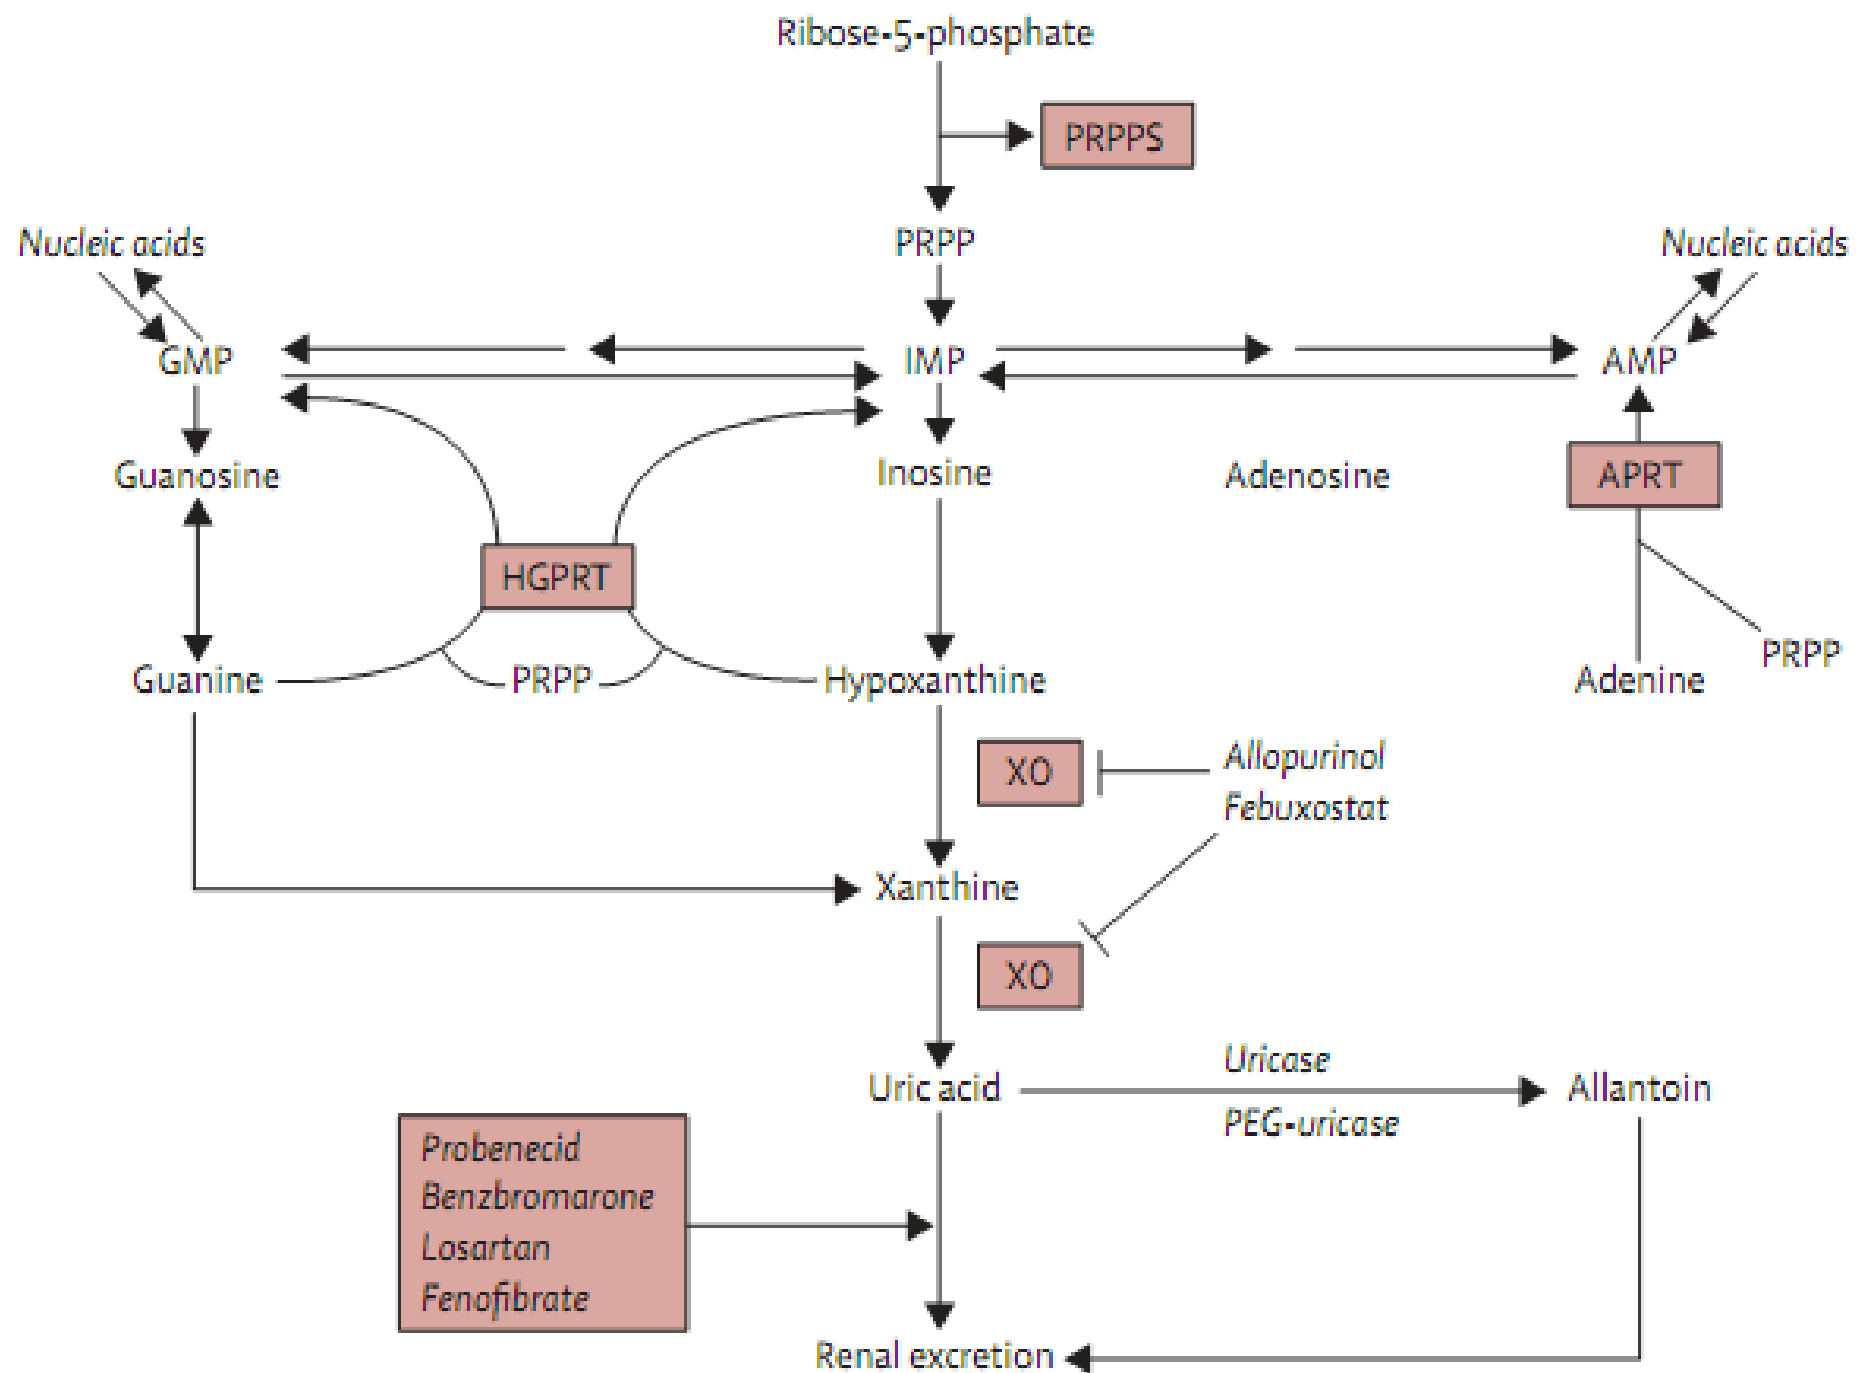 Ribose-5-phosphate
PRPPS
Nucleic acids
PRPP
Nucleic acids
GMP
IMP
AMP
Guanosine
Inosine
Adenosine
APRT
HGPRT
PRPP
Guanine
PRPP
Hypoxanthine
Adenine
XO
Allopurinol
Febuxostat
Xanthine
XO
Uric acid
Uricase
PEG-uricase
Allantoin
Probenecid
Benzbromarone
Losartan
Fenofibrate
Renal excretion